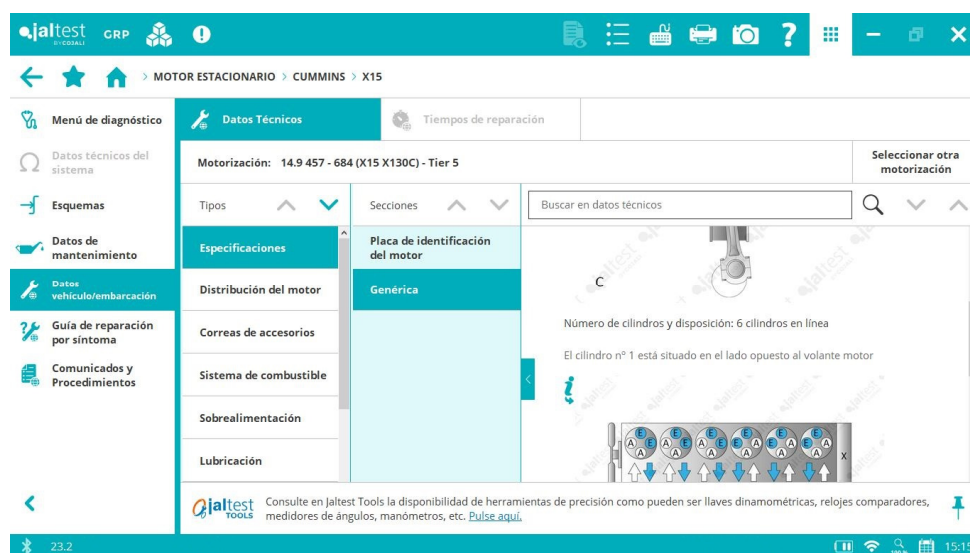 jaltest GRP
BY COJALI
> MOTOR ESTACIONARIO > CUMMINS > X15
Menú de diagnóstico
Datos técnicos del
sistema
Esquemas
Datos de
mantenimiento
Datos
vehículo/embarcación
Guía de reparación
por síntoma
Comunicados y
Procedimientos
Datos Técnicos
Tiempos de reparación
Motorización: 14.9 457 - 684 (X15 X130C) - Tier 5
Seleccionar otra
motorización
Tipos
Secciones
Buscar en datos técnicos
Especificaciones
Distribución del motor
Correas de accesorios
Sistema de combustible
Sobrealimentación
Lubricación
Placa de identificación
del motor
Genérica
C
Número de cilindros y disposición: 6 cilindros en línea
El cilindro nº 1 está situado en el lado opuesto al volante motor
E E E E E E
A E A E A E A E A E A E
A A A A A A
X
jaltest
TOOLS
Consulte en Jaltest Tools la disponibilidad de herramientas de precisión como pueden ser llaves dinamométricas, relojes comparadores,
medidores de ángulos, manómetros, etc. Pulse aquí.
23.2
100 %
15:15